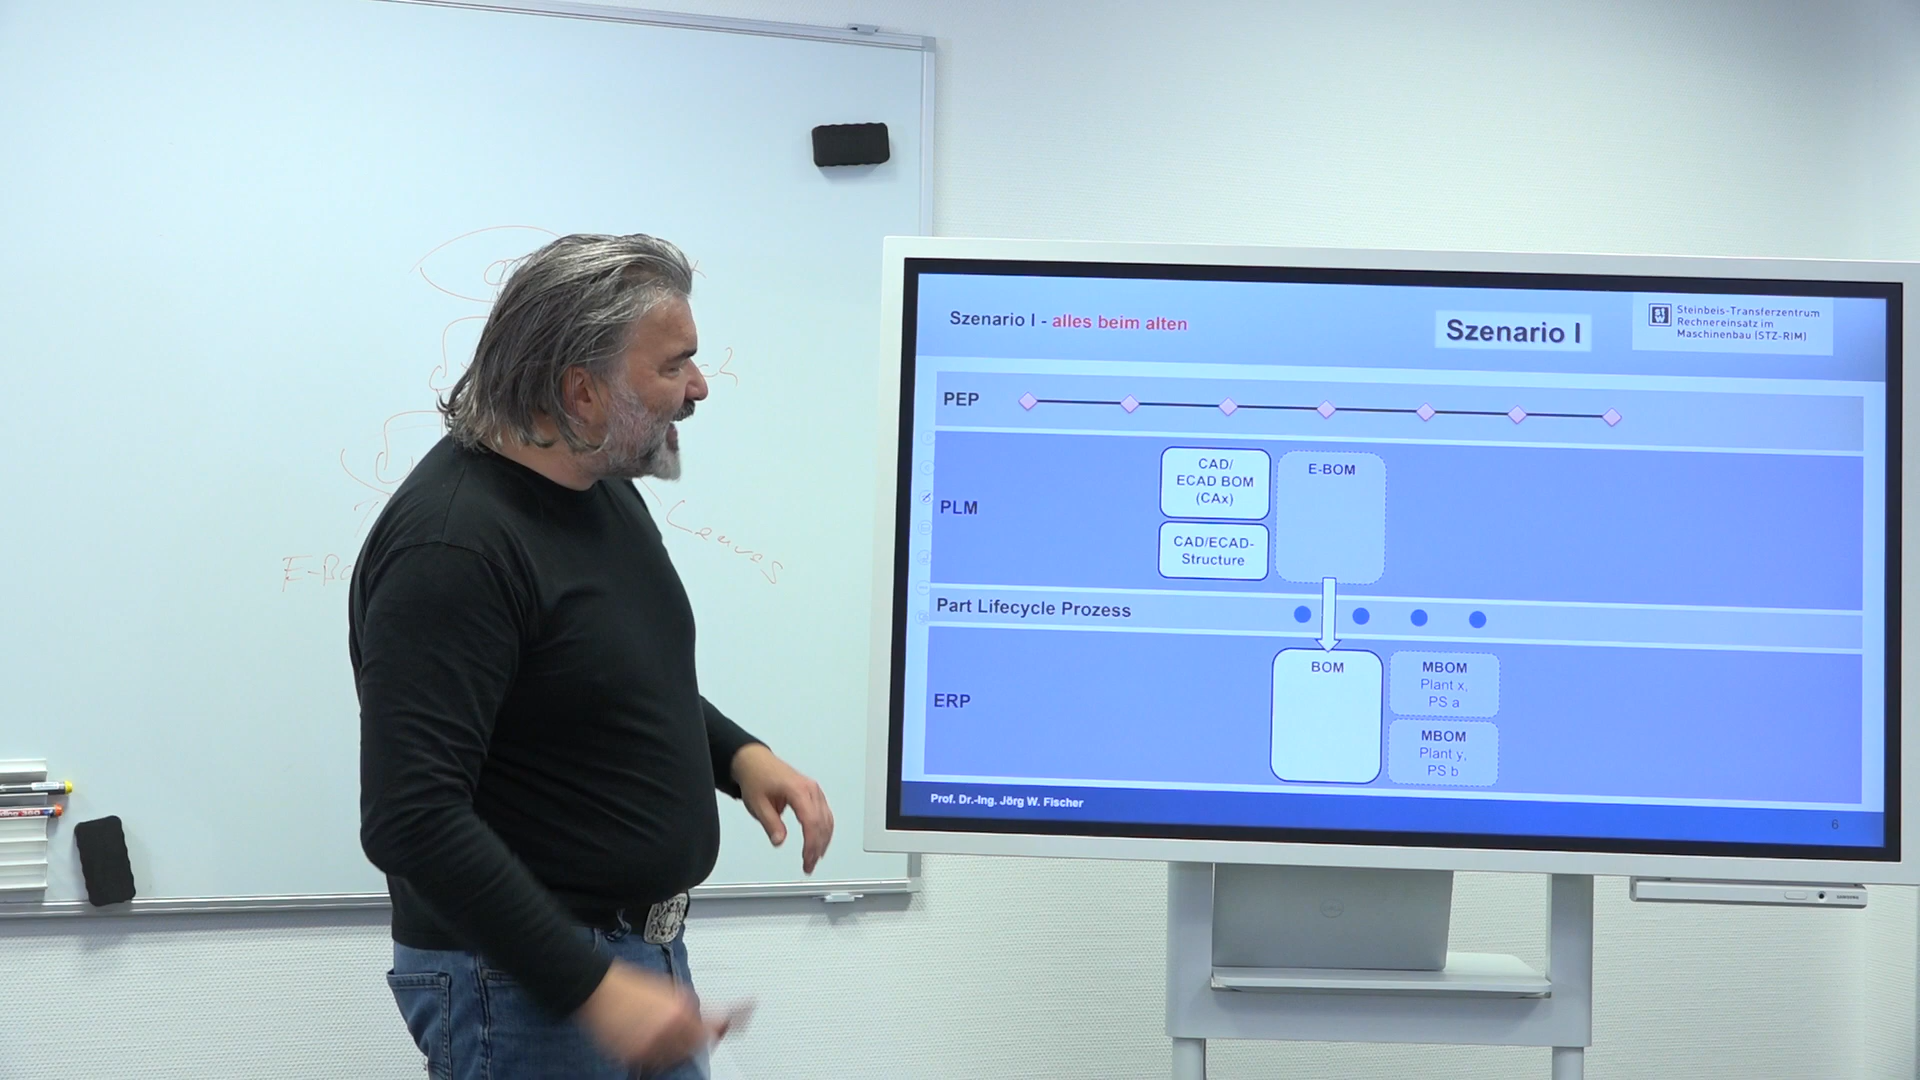 Szenario I - alles beim alten
Szenario I
Steinbeis-Transferzentrum
Rechnereinsatz im
Maschinenbau (STZ-RIM)
PEP
PLM
CAD/
ECAD BOM
(CAx)
CAD/ECAD-
Structure
E-BOM
Part Lifecycle Prozess
ERP
BOM
MBOM
Plant x,
PS a
MBOM
Plant y,
PS b
Prof. Dr.-Ing. Jörg W. Fischer
6
Leaves